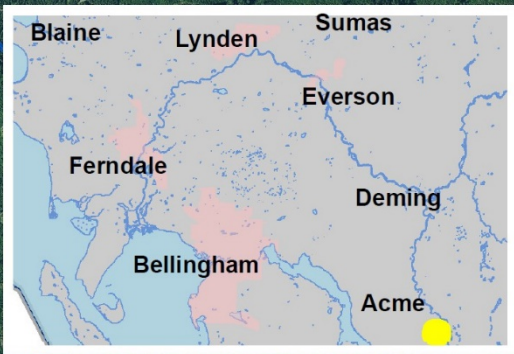 Sumas
Blaine
Lynden
Everson
Ferndale
Deming
Bellingham
Acme